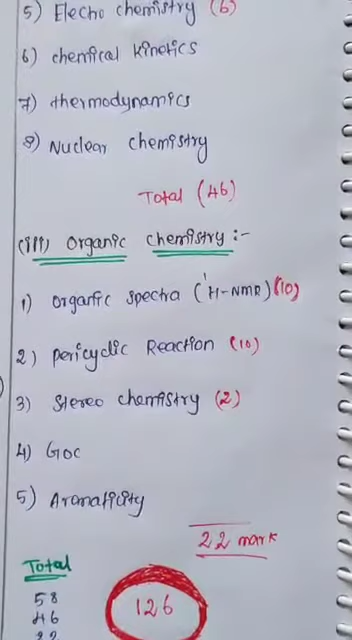 5) Electro chemistry (6)
6) chemical kinetics
7) thermodynamics
8) Nuclear chemistry
Total (46)
(iii) Organic chemistry :-
1) organic spectra (¹H-NMR) (10)
2) pericyclic Reaction (10)
3) Stereo chemistry (2)
4) GOC
5) Aromaticity
22 mark
Total
58
46
22
126